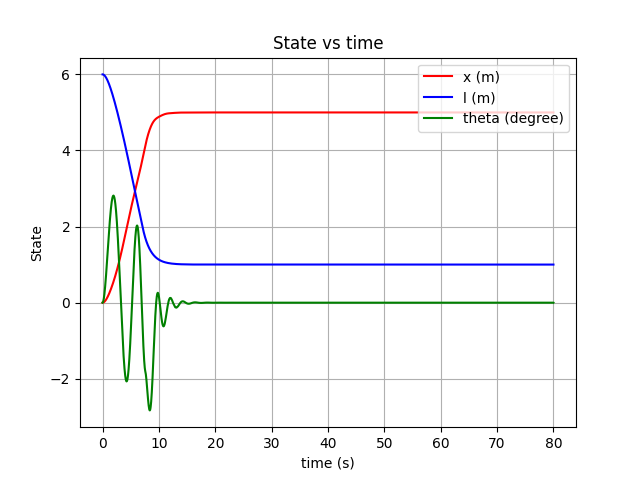 State vs time
x (m)
l (m)
theta (degree)
State
6
4
2
0
−2
0 10 20 30 40 50 60 70 80
time (s)